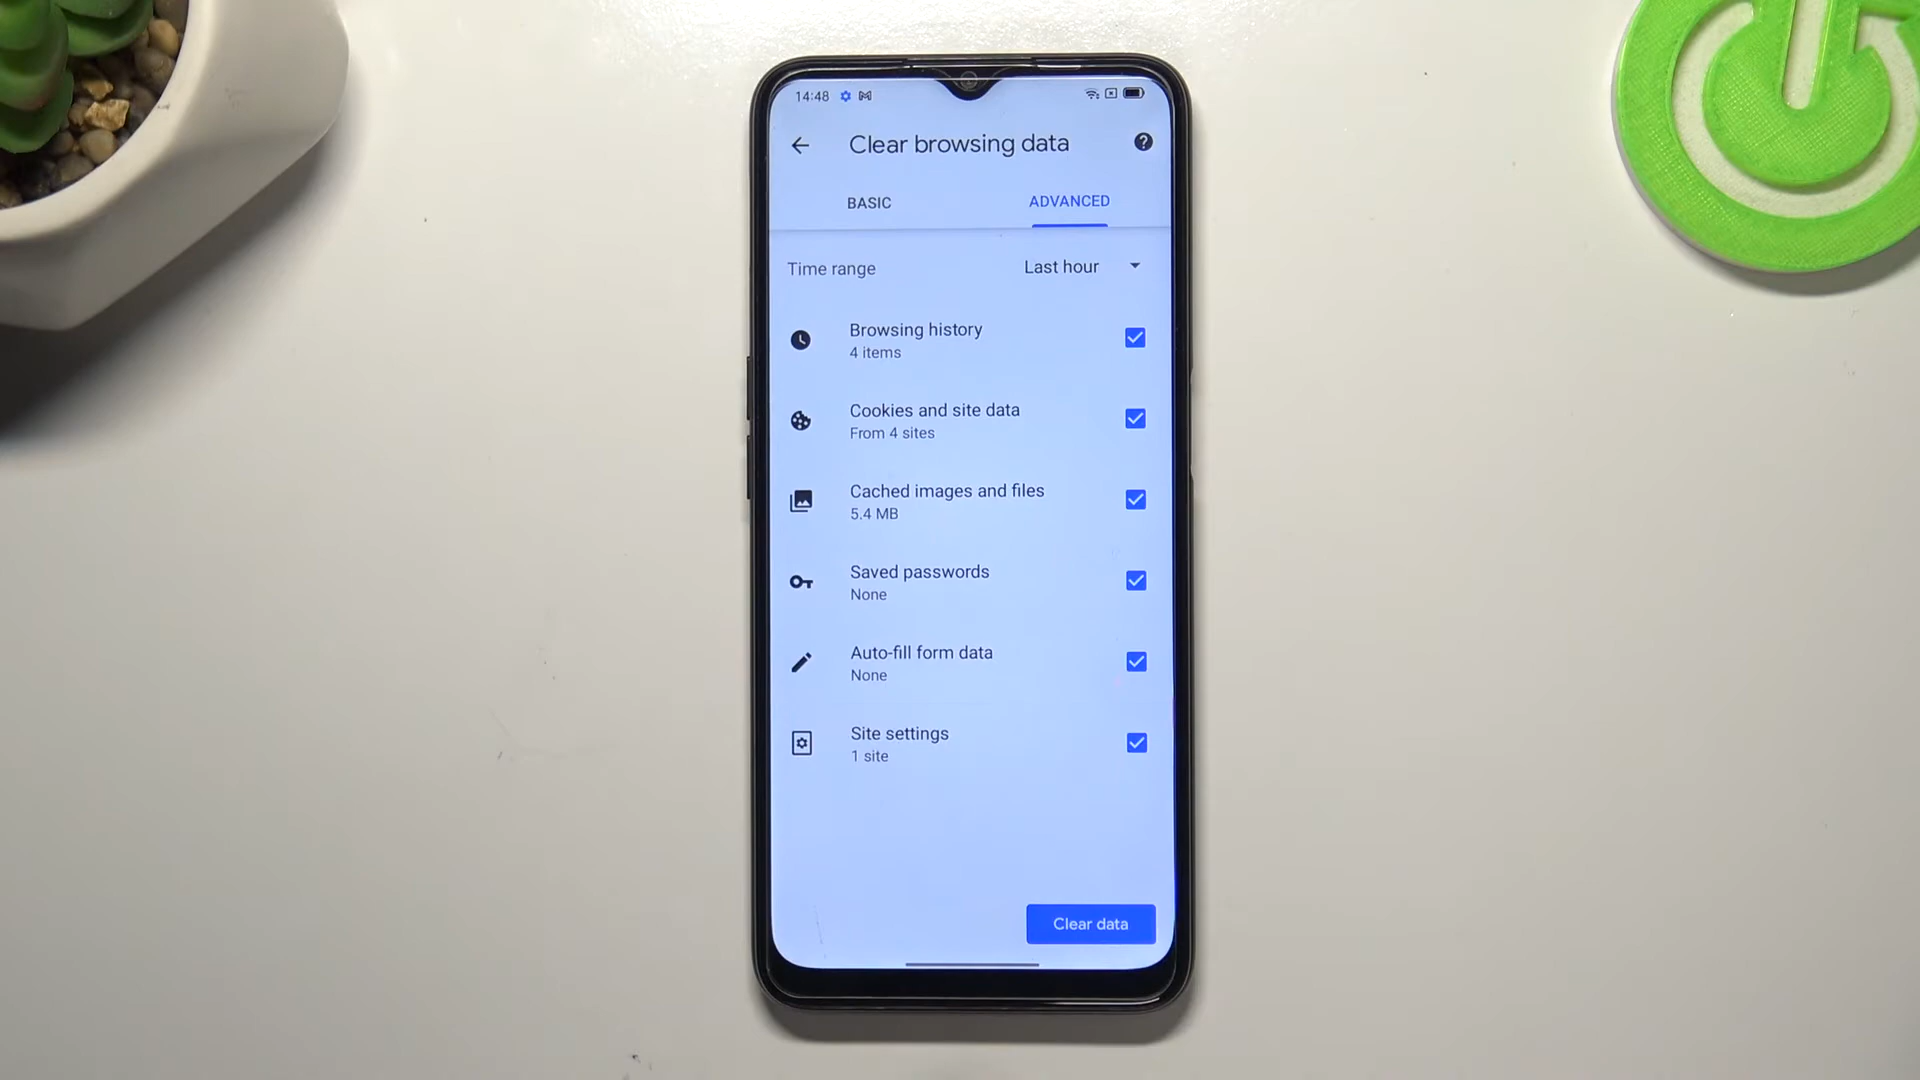 14:48
Clear browsing data
BASIC
ADVANCED
Time range
Last hour
Browsing history
4 items
Cookies and site data
From 4 sites
Cached images and files
5.4 MB
Saved passwords
None
Auto-fill form data
None
Site settings
1 site
Clear data